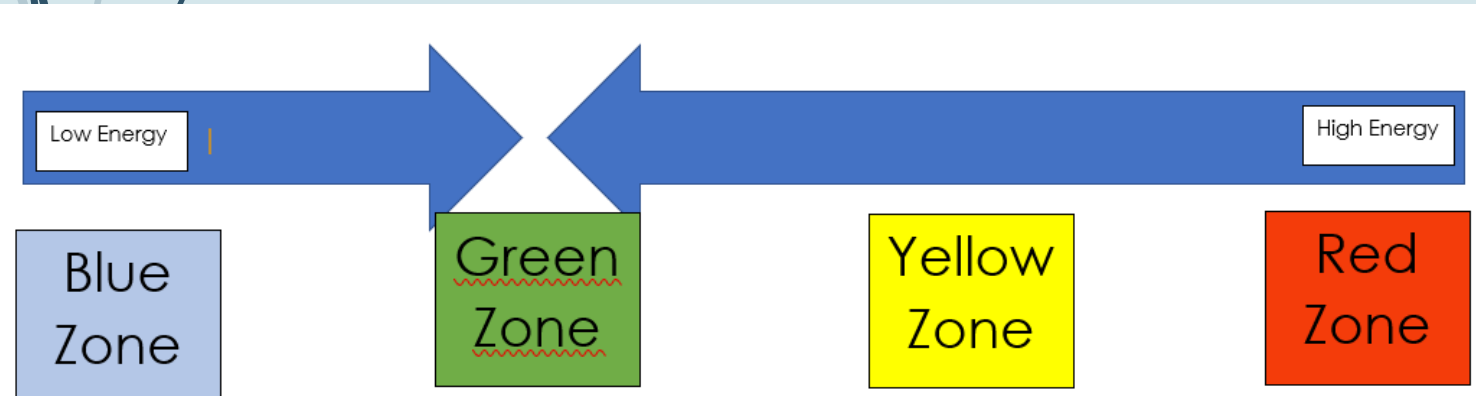 Low Energy
High Energy
Blue
Zone
Green
Zone
Yellow
Zone
Red
Zone